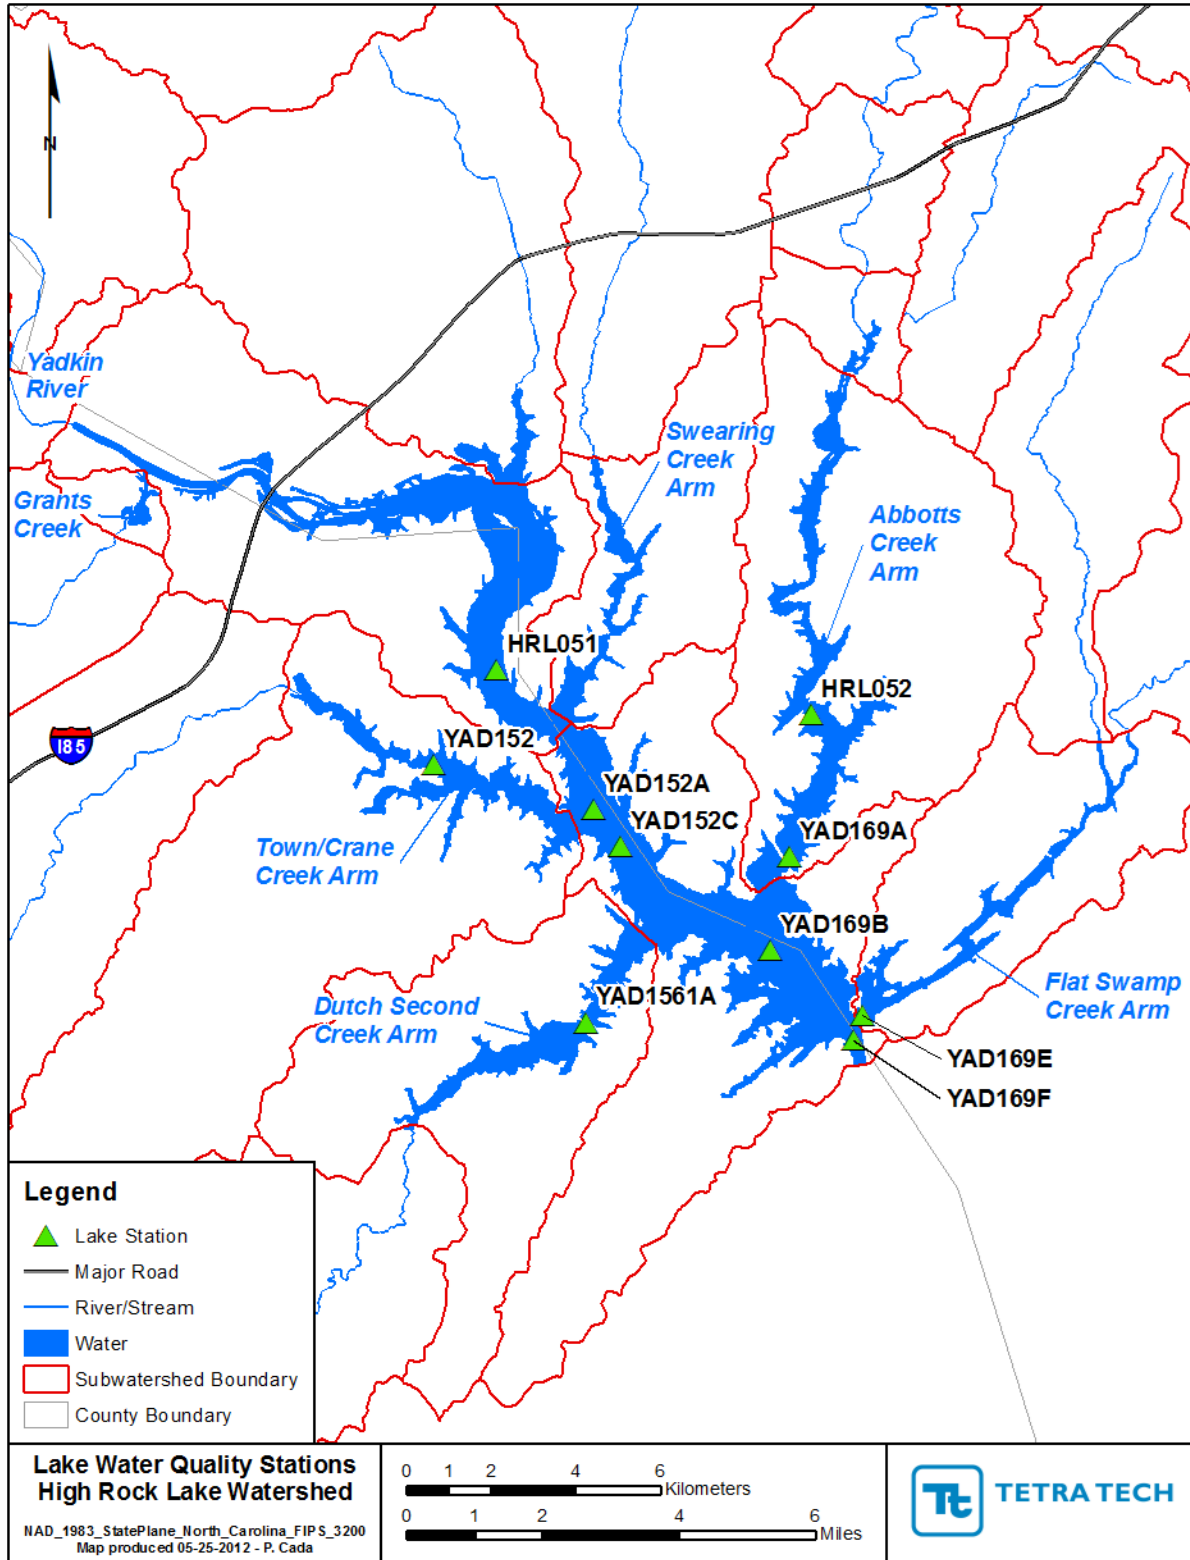 N
Yadkin
River
Swearing
Creek
Arm
Grants
Creek
Abbotts
Creek
Arm
HRL051
HRL052
I85
YAD152
YAD152A
YAD152C
YAD169A
Town/Crane
Creek Arm
YAD169B
YAD1561A
Dutch Second
Creek Arm
Flat Swamp
Creek Arm
YAD169E
YAD169F
Legend
Lake Station
Major Road
River/Stream
Water
Subwatershed Boundary
County Boundary
Lake Water Quality Stations
High Rock Lake Watershed
NAD_1983_StatePlane_North_Carolina_FIPS_3200
Map produced 05-25-2012 - P. Cada
0 1 2 4 6
Kilometers
0 1 2 4 6
Miles
Tt TETRA TECH